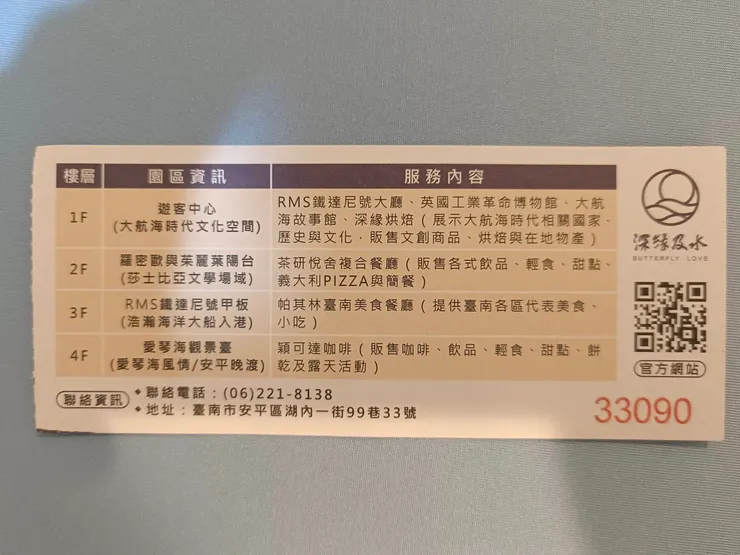 樓層 園區資訊 服務內容
1F 遊客中心
(大航海時代文化空間)
RMS鐵達尼號大廳、英國工業革命博物館、大航
海故事館、深緣烘焙(展示大航海時代相關國家、
歷史與文化,販售文創商品、烘焙與在地物產)
2F 羅密歐與茱麗葉陽台
(莎士比亞文學場域)
茶研悅舍複合餐廳(販售各式飲品、輕食、甜點、
義大利PIZZA與簡餐)
3F RMS鐵達尼號甲板
(浩瀚海洋大船入港)
帕其林臺南美食餐廳(提供臺南各區代表美食、
小吃)
4F 愛琴海觀景臺
(愛琴海風情/安平晚渡)
穎可達咖啡(販售咖啡、飲品、輕食、甜點、餅
乾及露天活動)
聯絡資訊
◆聯絡電話:(06)221-8138
◆地址:臺南市安平區湖內一街99巷33號
深緣及水
BUTTERFLY LOVE
官方網站
33090